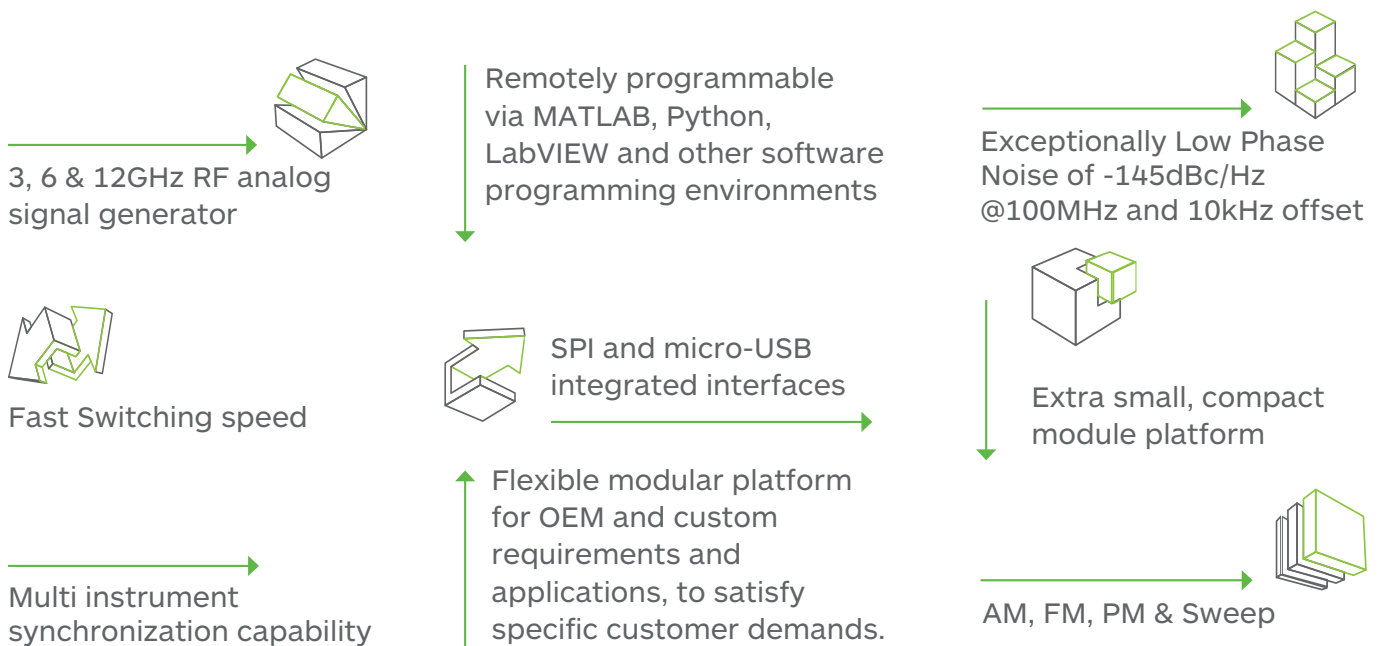 3, 6 & 12GHz RF analog
signal generator
Fast Switching speed
Multi instrument
synchronization capability
Remotely programmable
via MATLAB, Python,
LabVIEW and other software
programming environments
SPI and micro-USB
integrated interfaces
Flexible modular platform
for OEM and custom
requirements and
applications, to satisfy
specific customer demands.
Exceptionally Low Phase
Noise of -145dBc/Hz
@100MHz and 10kHz offset
Extra small, compact
module platform
AM, FM, PM & Sweep